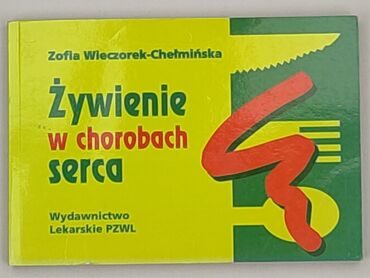 Zofia Wieczorek-Chełmińska
Żywienie
w chorobach
serca
Wydawnictwo
Lekarskie PZWL